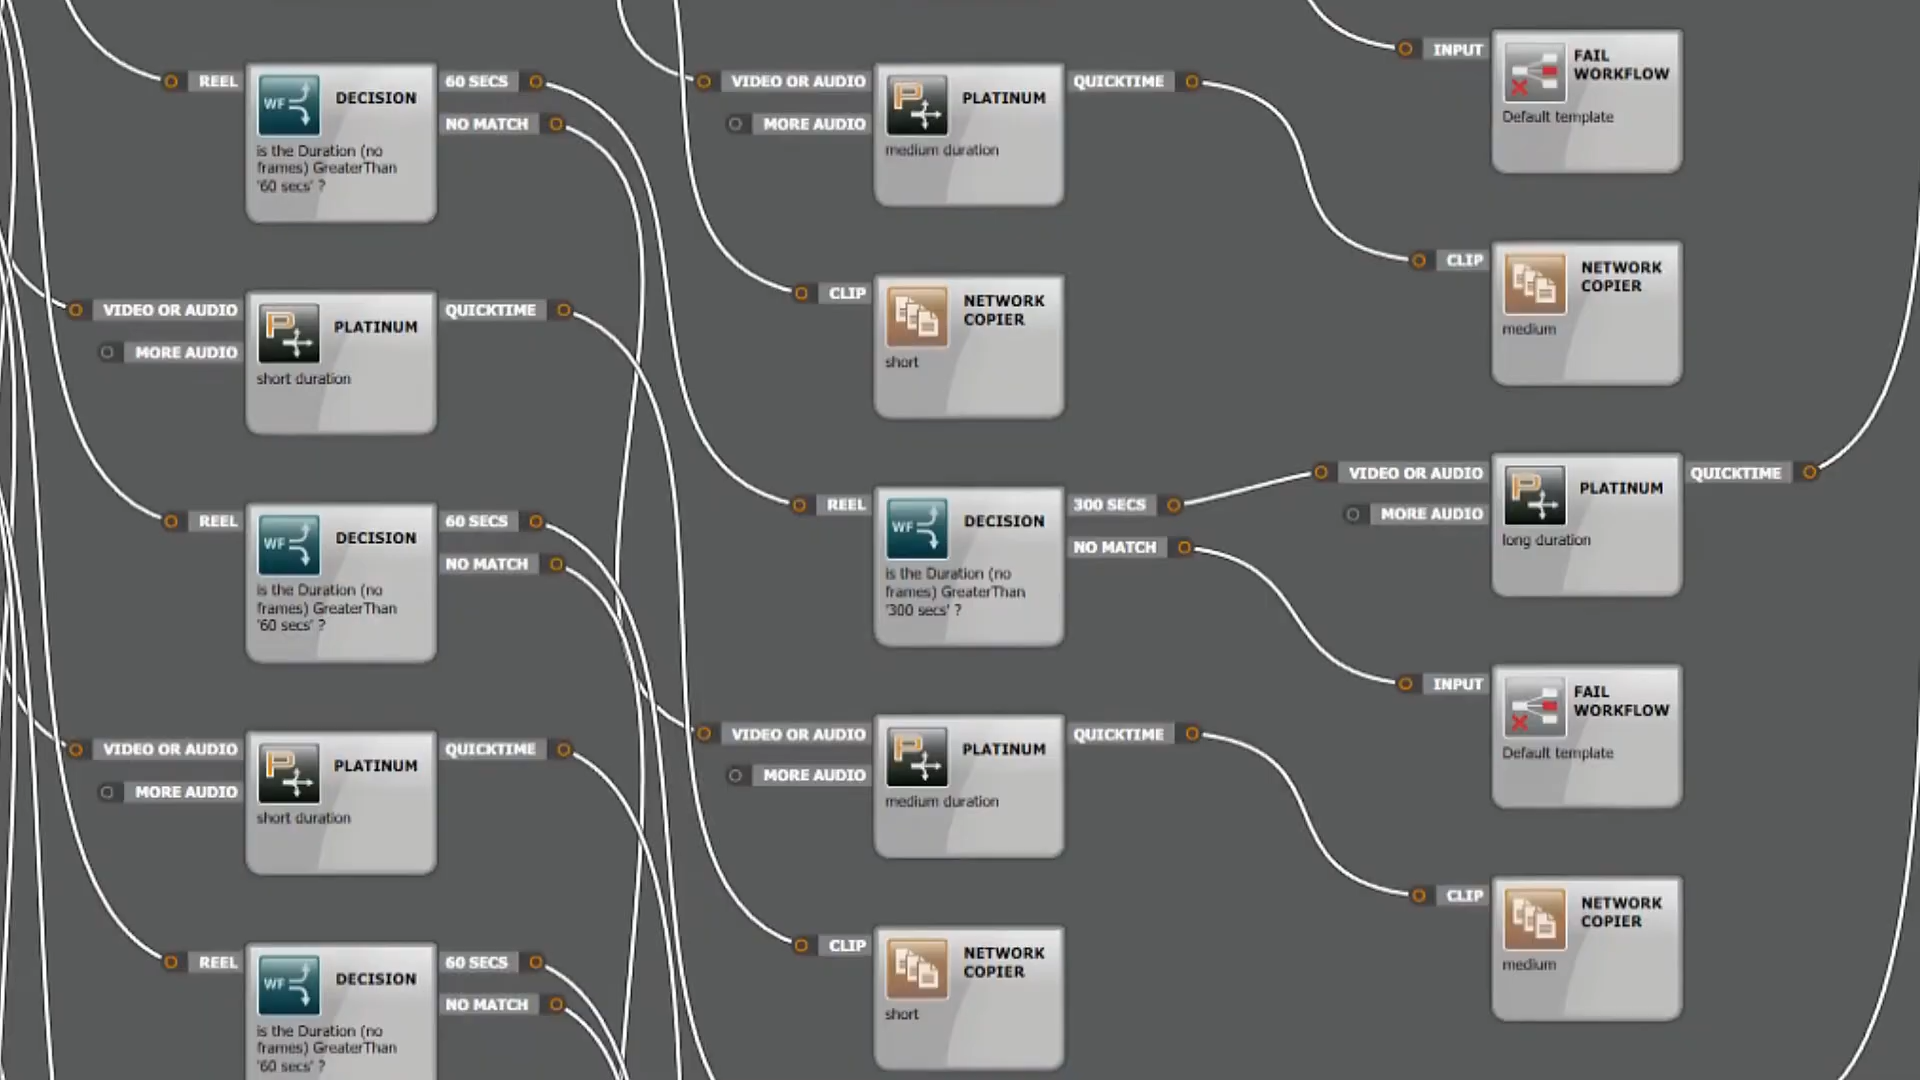 REEL
WF
DECISION
60 SECS
NO MATCH
is the Duration (no
frames) GreaterThan
'60 secs' ?
VIDEO OR AUDIO
MORE AUDIO
P
PLATINUM
QUICKTIME
short duration
REEL
WF
DECISION
60 SECS
NO MATCH
is the Duration (no
frames) GreaterThan
'60 secs' ?
VIDEO OR AUDIO
MORE AUDIO
P
PLATINUM
QUICKTIME
short duration
REEL
WF
DECISION
60 SECS
NO MATCH
is the Duration (no
frames) GreaterThan
'60 secs' ?
VIDEO OR AUDIO
MORE AUDIO
P
PLATINUM
QUICKTIME
medium duration
CLIP
NETWORK
COPIER
short
REEL
WF
DECISION
300 SECS
NO MATCH
is the Duration (no
frames) GreaterThan
'300 secs' ?
VIDEO OR AUDIO
MORE AUDIO
P
PLATINUM
QUICKTIME
medium duration
CLIP
NETWORK
COPIER
short
INPUT
FAIL
WORKFLOW
Default template
CLIP
NETWORK
COPIER
medium
VIDEO OR AUDIO
MORE AUDIO
P
PLATINUM
QUICKTIME
long duration
INPUT
FAIL
WORKFLOW
Default template
CLIP
NETWORK
COPIER
medium